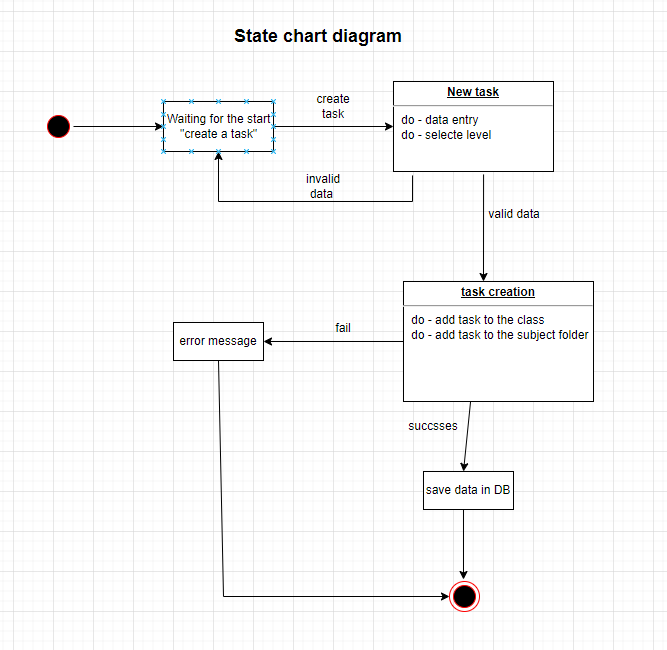 State chart diagram
Waiting for the start
"create a task"
create
task
New task
do - data entry
do - selecte level
invalid
data
valid data
task creation
do - add task to the class
do - add task to the subject folder
fail
error message
succsses
save data in DB